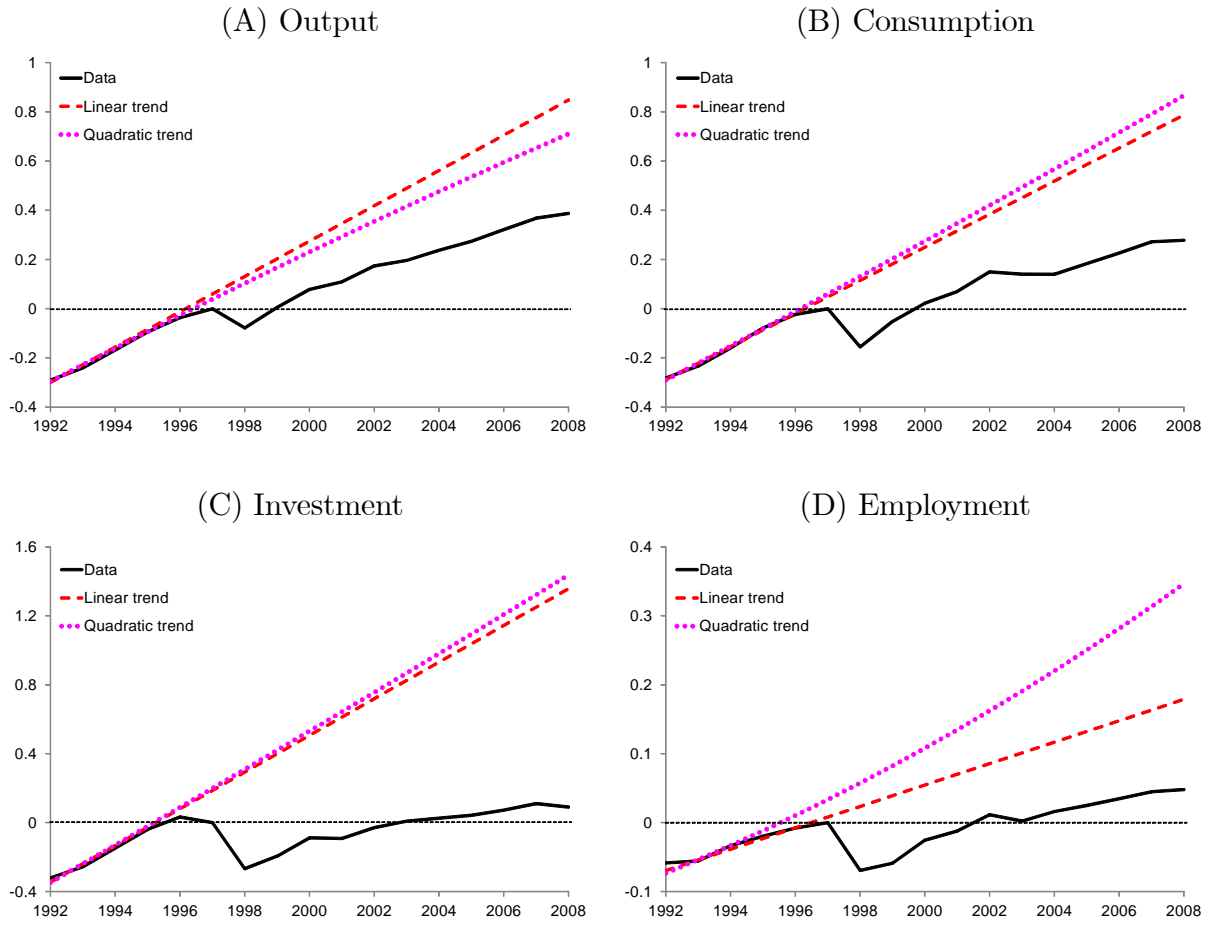 (A) Output
1
0.8
0.6
0.4
0.2
0
-0.2
-0.4
Data
Linear trend
Quadratic trend
1992 1994 1996 1998 2000 2002 2004 2006 2008
(B) Consumption
1
0.8
0.6
0.4
0.2
0
-0.2
-0.4
Data
Linear trend
Quadratic trend
1992 1994 1996 1998 2000 2002 2004 2006 2008
(C) Investment
1.6
1.2
0.8
0.4
0.0
-0.4
Data
Linear trend
Quadratic trend
1992 1994 1996 1998 2000 2002 2004 2006 2008
(D) Employment
0.4
0.3
0.2
0.1
0
-0.1
Data
Linear trend
Quadratic trend
1992 1994 1996 1998 2000 2002 2004 2006 2008